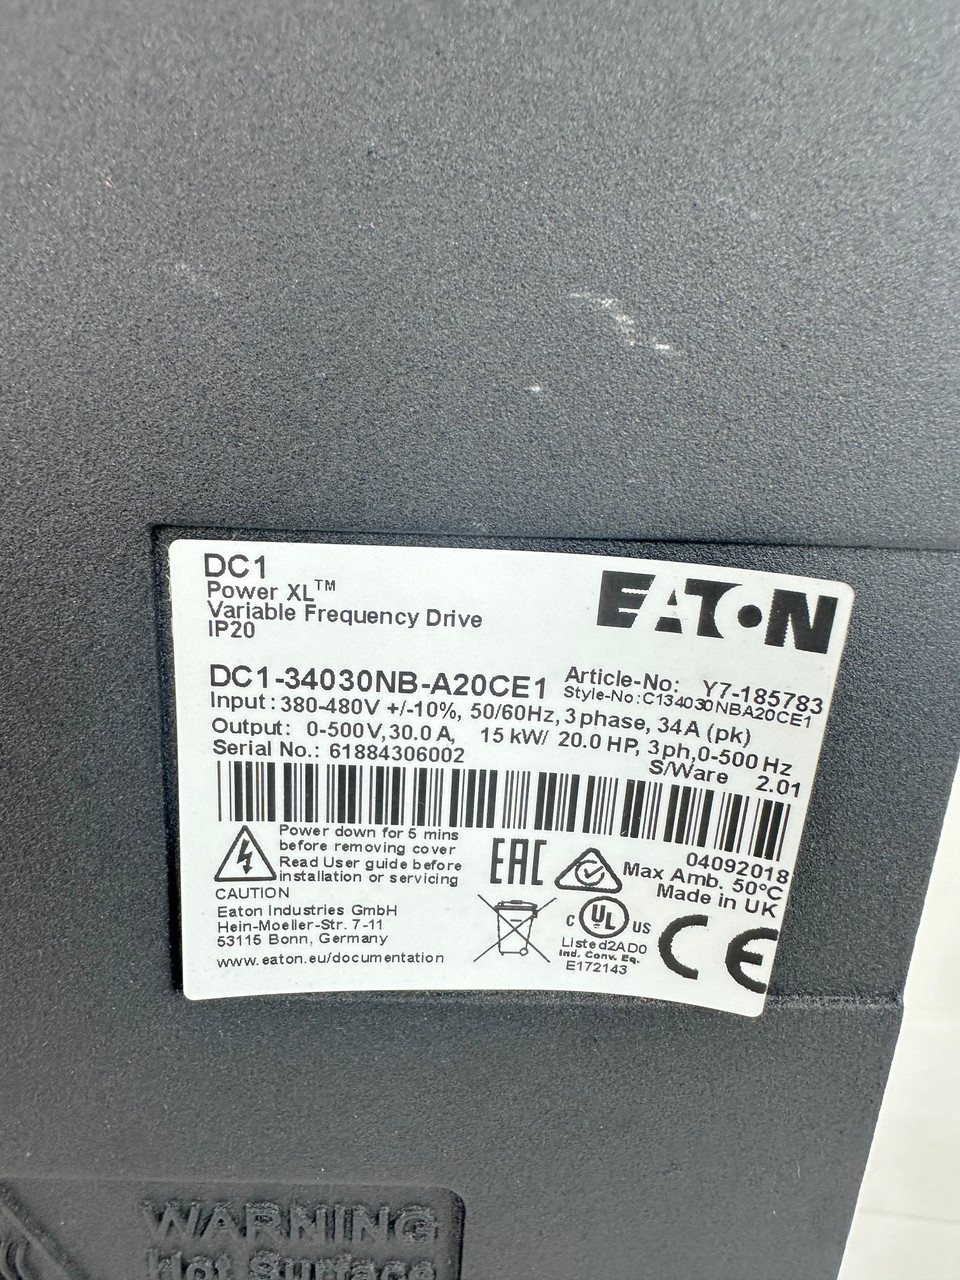 DC1
Power XL™
Variable Frequency Drive
IP20
EATON
DC1-34030NB-A20CE1
Article-No: Y7-185783
Style-No:C134030NBA20CE1
Input: 380-480V +/-10%, 50/60Hz, 3 phase, 34A (pk)
Output: 0-500V, 30.0 A, 15 kW/ 20.0 HP, 3ph,0-500 Hz
Serial No.: 61884306002
S/Ware 2.01
Power down for 5 mins
before removing cover
Read User guide before
installation or servicing
CAUTION
Eaton Industries GmbH
Hein-Moeller-Str. 7-11
53115 Bonn, Germany
www.eaton.eu/documentation
EAC
04092018
Max Amb. 50°C
Made in UK
C UL US
Listed2AD0
Ind. Conv. Eq.
E172143
CE
WARNING
Hot Surface